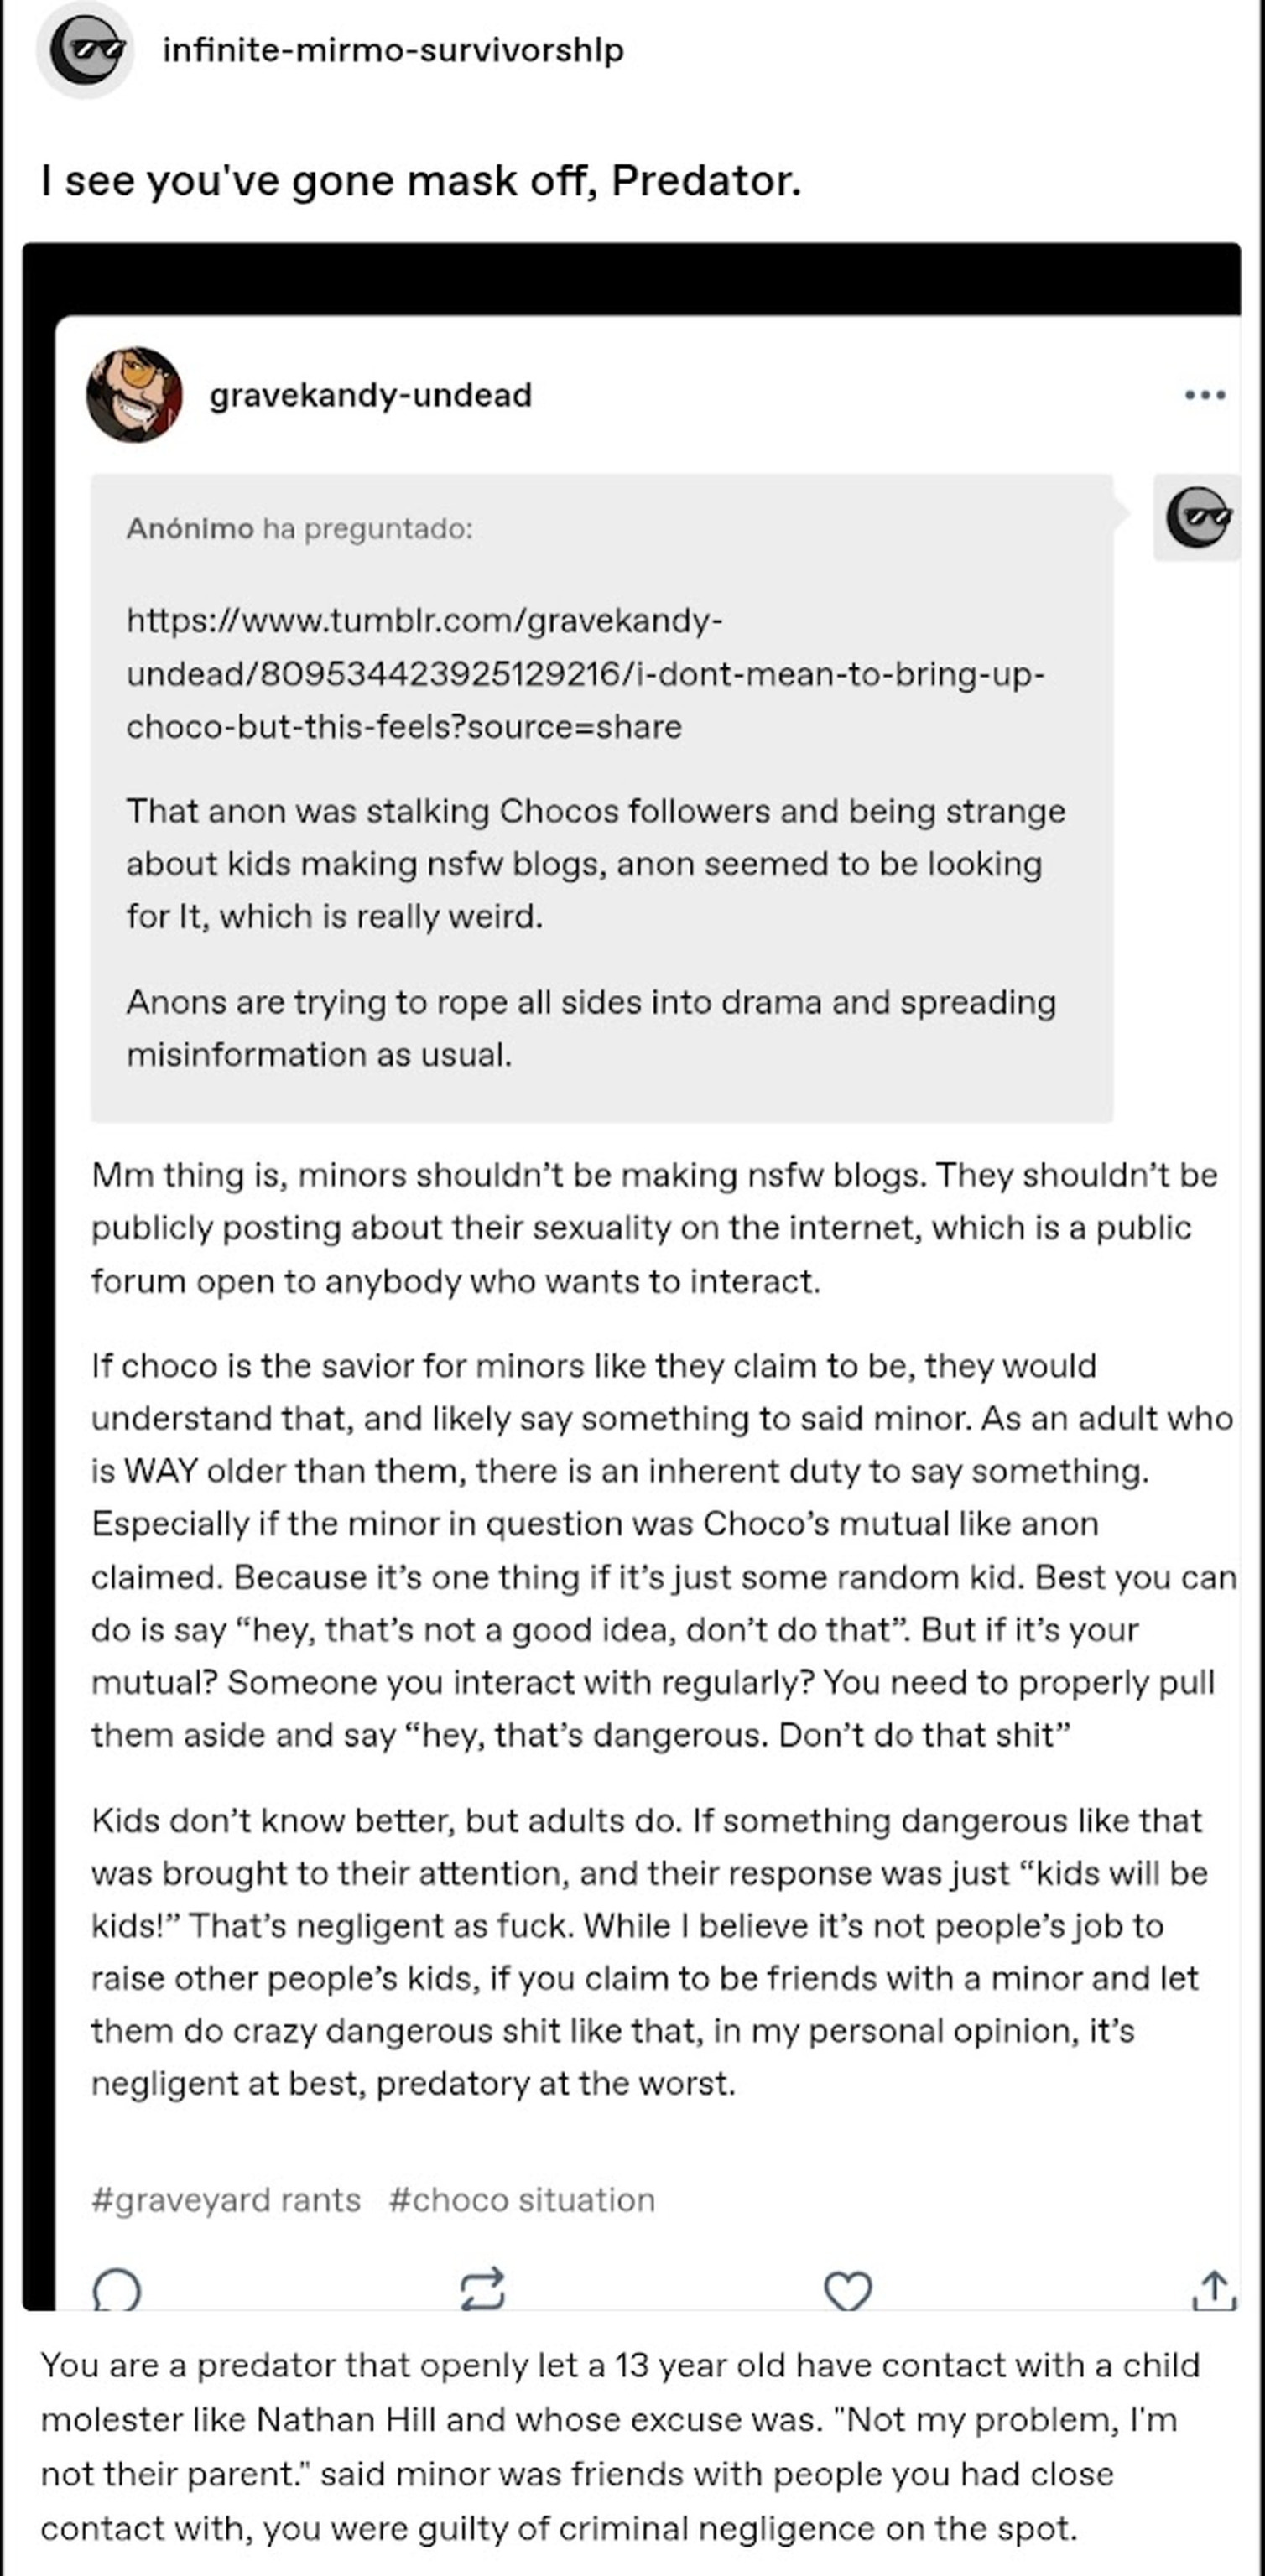 infinite-mirmo-survivorshIp
I see you've gone mask off, Predator.
gravekandy-undead
Anónimo ha preguntado:
https://www.tumblr.com/gravekandy-
undead/809534423925129216/i-dont-mean-to-bring-up-
choco-but-this-feels?source=share
That anon was stalking Chocos followers and being strange
about kids making nsfw blogs, anon seemed to be looking
for It, which is really weird.
Anons are trying to rope all sides into drama and spreading
misinformation as usual.
Mm thing is, minors shouldn’t be making nsfw blogs. They shouldn’t be
publicly posting about their sexuality on the internet, which is a public
forum open to anybody who wants to interact.
If choco is the savior for minors like they claim to be, they would
understand that, and likely say something to said minor. As an adult who
is WAY older than them, there is an inherent duty to say something.
Especially if the minor in question was Choco’s mutual like anon
claimed. Because it’s one thing if it’s just some random kid. Best you can
do is say “hey, that’s not a good idea, don’t do that”. But if it’s your
mutual? Someone you interact with regularly? You need to properly pull
them aside and say “hey, that’s dangerous. Don’t do that shit”
Kids don’t know better, but adults do. If something dangerous like that
was brought to their attention, and their response was just “kids will be
kids!” That’s negligent as fuck. While I believe it’s not people’s job to
raise other people’s kids, if you claim to be friends with a minor and let
them do crazy dangerous shit like that, in my personal opinion, it’s
negligent at best, predatory at the worst.
#graveyard rants #choco situation
You are a predator that openly let a 13 year old have contact with a child
molester like Nathan Hill and whose excuse was. "Not my problem, I'm
not their parent." said minor was friends with people you had close
contact with, you were guilty of criminal negligence on the spot.